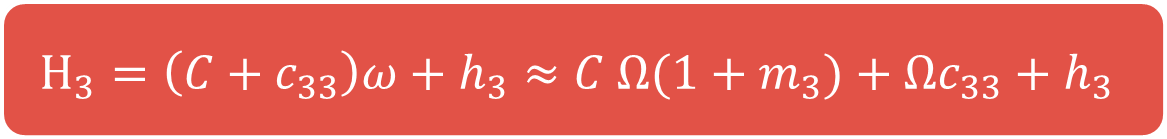 H₃ = (C + c₃₃)ω + h₃ ≈ C Ω(1 + m₃) + Ωc₃₃ + h₃